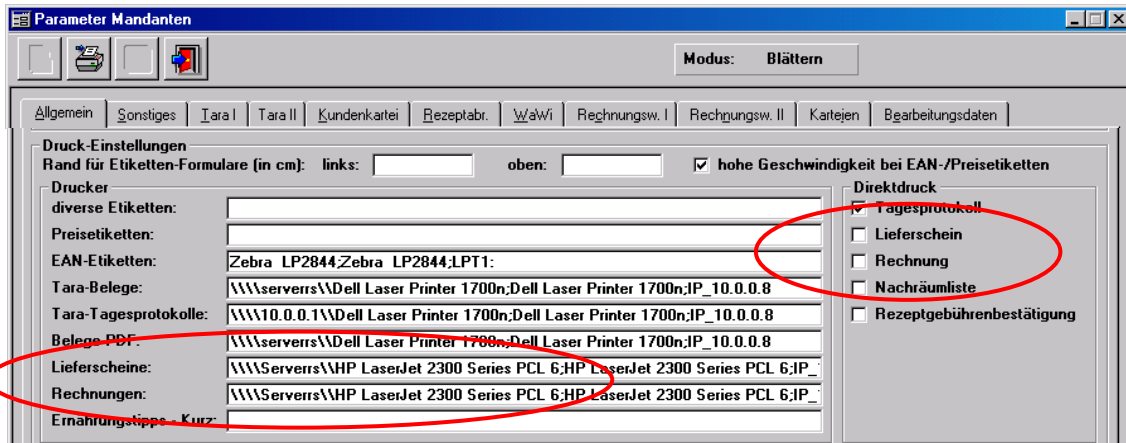 Parameter Mandanten
Modus: Blättern
Allgemein Sonstiges Tara I Tara II Kundenkartei Rezeptabr. WaWi Rechnungsw. I Rechnungsw. II Karteien Bearbeitungsdaten
Druck-Einstellungen
Rand für Etiketten-Formulare (in cm): links: oben: hohe Geschwindigkeit bei EAN-/Preisetiketten
Drucker Direktdruck
diverse Etiketten: Tagesprotokoll
Preisetiketten: Lieferschein
EAN-Etiketten: Zebra LP2844;Zebra LP2844;LPT1: Rechnung
Tara-Belege: \\\\serverrs\\Dell Laser Printer 1700n;Dell Laser Printer 1700n;IP_10.0.0.8 Nachräumliste
Tara-Tagesprotokolle: \\\\10.0.0.1\\Dell Laser Printer 1700n;Dell Laser Printer 1700n;IP_10.0.0.8 Rezeptgebührenbestätigung
Belege PDF: \\\\serverrs\\Dell Laser Printer 1700n;Dell Laser Printer 1700n;IP_10.0.0.8
Lieferscheine: \\\\Serverrs\\HP LaserJet 2300 Series PCL 6;HP LaserJet 2300 Series PCL 6;IP_
Rechnungen: \\\\Serverrs\\HP LaserJet 2300 Series PCL 6;HP LaserJet 2300 Series PCL 6;IP_
Ernährungstipps - Kurz: